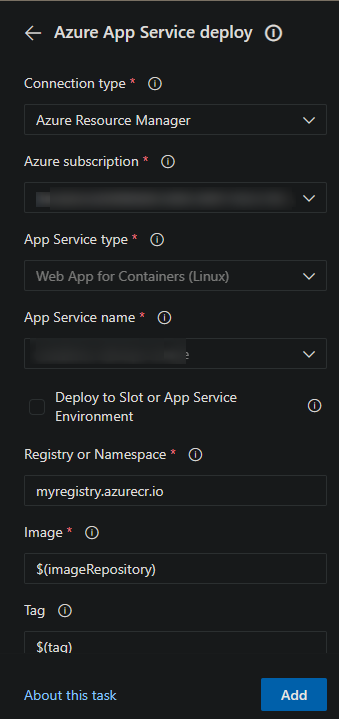 Azure App Service deploy
Connection type *
Azure Resource Manager
Azure subscription *
App Service type *
Web App for Containers (Linux)
App Service name *
Deploy to Slot or App Service
Environment
Registry or Namespace *
myregistry.azurecr.io
Image *
$(imageRepository)
Tag
$(tag)
About this task
Add